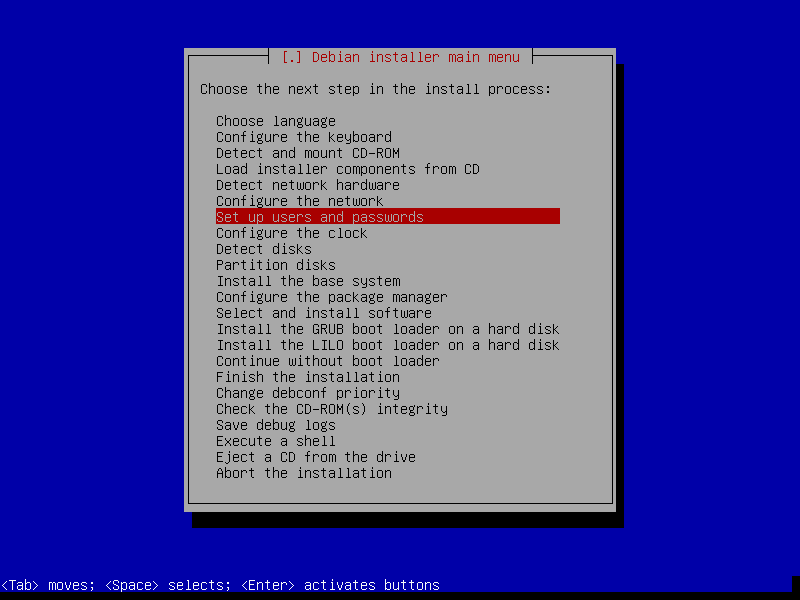 [.] Debian installer main menu
Choose the next step in the install process:
Choose language
Configure the keyboard
Detect and mount CD-ROM
Load installer components from CD
Detect network hardware
Configure the network
Set up users and passwords
Configure the clock
Detect disks
Partition disks
Install the base system
Configure the package manager
Select and install software
Install the GRUB boot loader on a hard disk
Install the LILO boot loader on a hard disk
Continue without boot loader
Finish the installation
Change debconf priority
Check the CD-ROM(s) integrity
Save debug logs
Execute a shell
Eject a CD from the drive
Abort the installation
<Tab> moves; <Space> selects; <Enter> activates buttons